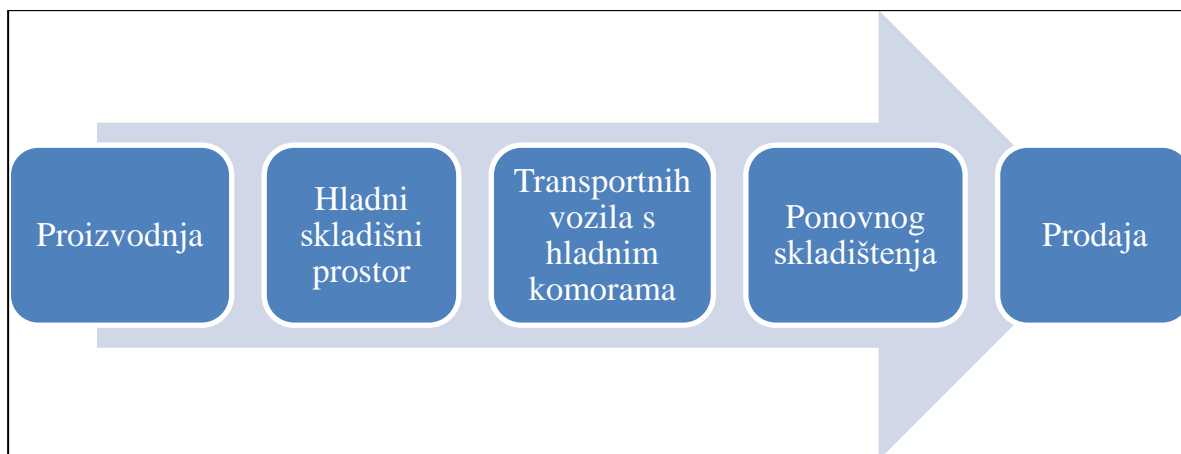 Proizvodnja
Hladni
skladišni
prostor
Transportnih
vozila s
hladnim
komorama
Ponovnog
skladištenja
Prodaja